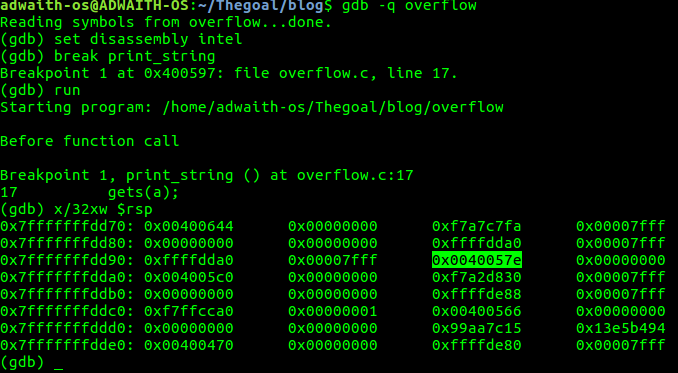 adwaith-os@ADWAITH-OS:~/Thegoal/blog$ gdb -q overflow
Reading symbols from overflow...done.
(gdb) set disassembly intel
(gdb) break print_string
Breakpoint 1 at 0x400597: file overflow.c, line 17.
(gdb) run
Starting program: /home/adwaith-os/Thegoal/blog/overflow
Before function call
Breakpoint 1, print_string () at overflow.c:17
17 gets(a);
(gdb) x/32xw $rsp
0x7fffffffdd70: 0x00400644 0x00000000 0xf7a7c7fa 0x00007fff
0x7fffffffdd80: 0x00000000 0x00000000 0xffffdda0 0x00007fff
0x7fffffffdd90: 0xffffdda0 0x00007fff 0x0040057e 0x00000000
0x7fffffffdda0: 0x004005c0 0x00000000 0xf7a2d830 0x00007fff
0x7fffffffddb0: 0x00000000 0x00000000 0xffffde88 0x00007fff
0x7fffffffddc0: 0xf7ffcca0 0x00000001 0x00400566 0x00000000
0x7fffffffddd0: 0x00000000 0x00000000 0x99aa7c15 0x13e5b494
0x7fffffffdde0: 0x00400470 0x00000000 0xffffde80 0x00007fff
(gdb) _